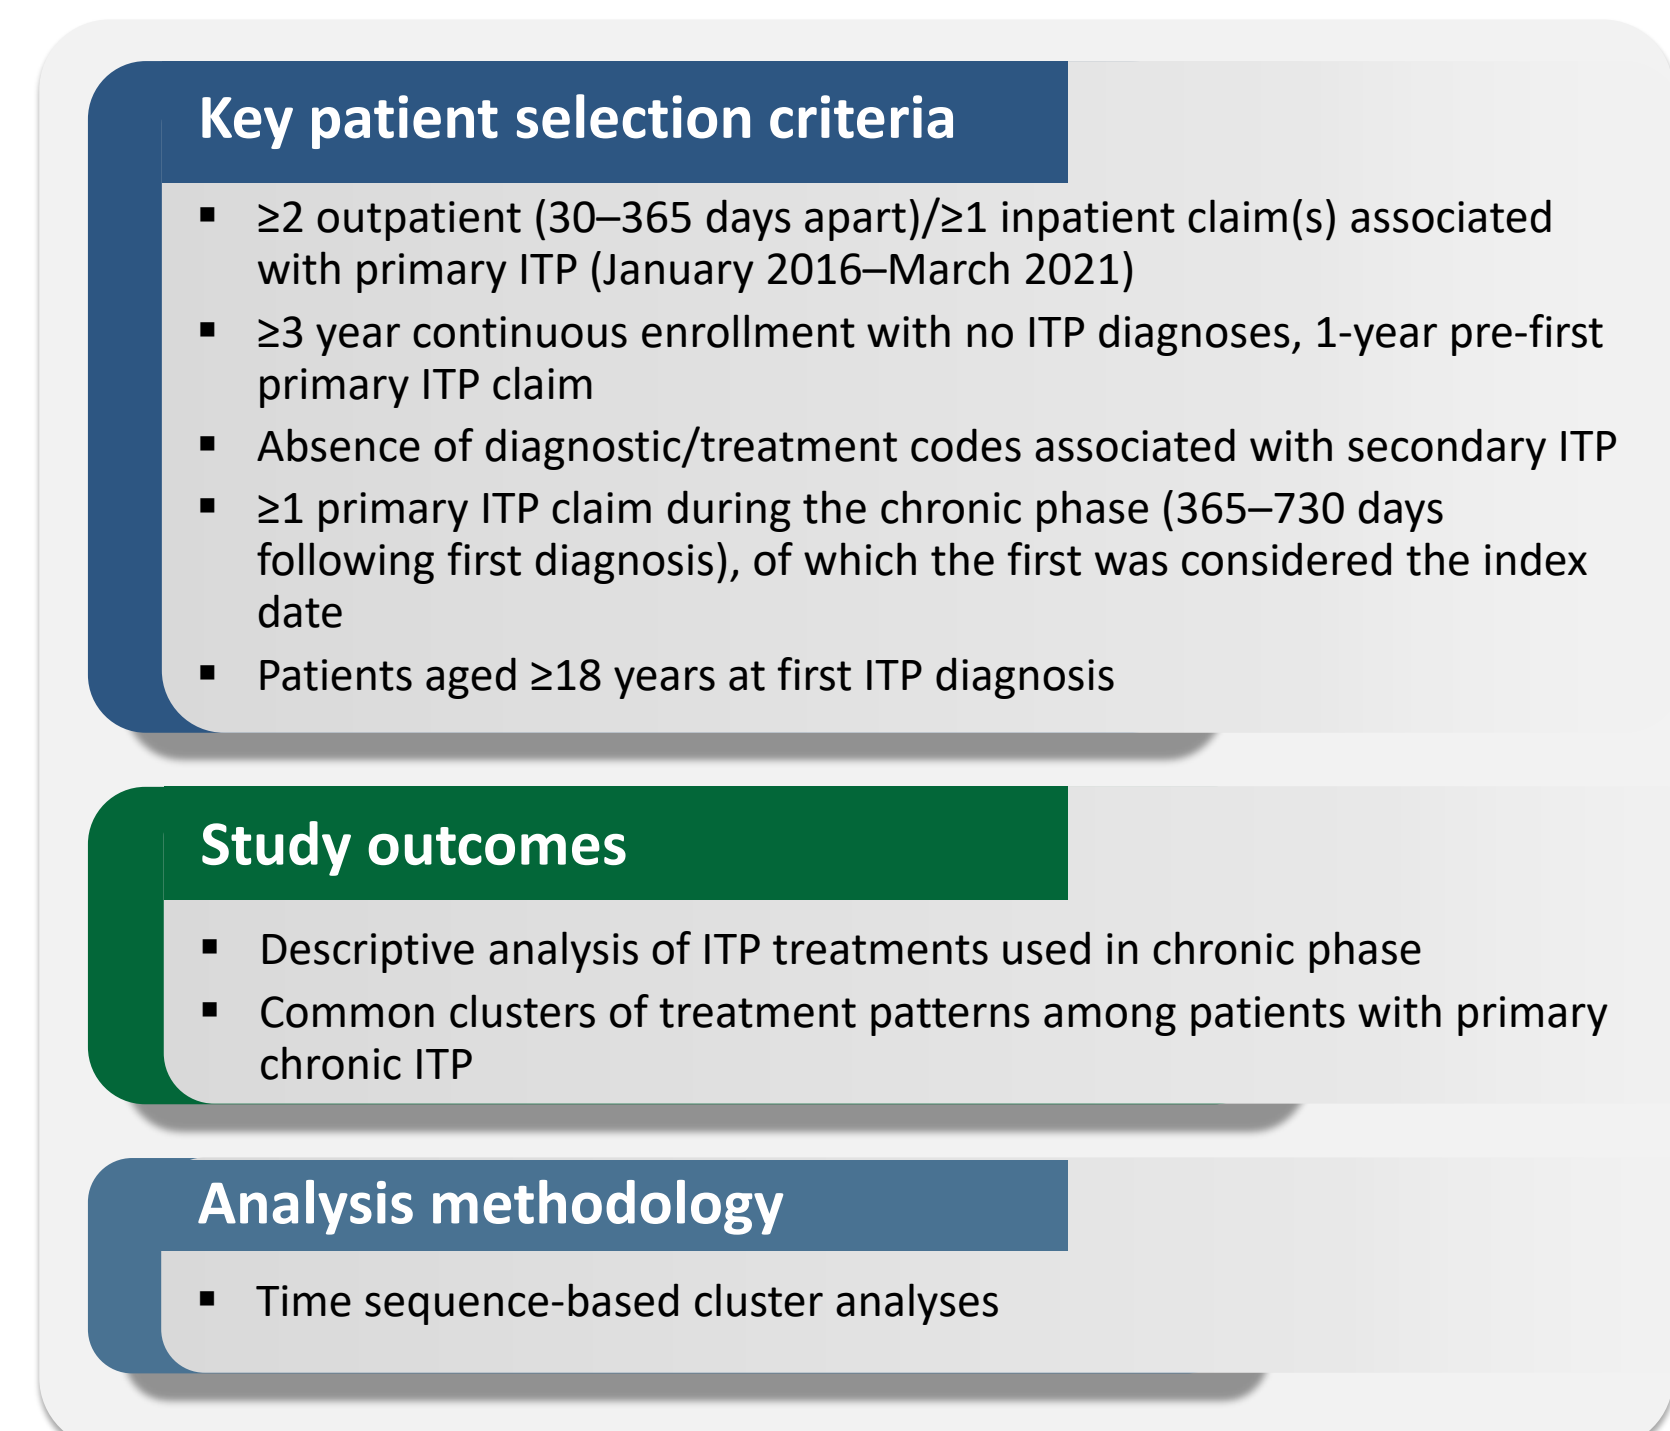 Key patient selection criteria
▪ ≥2 outpatient (30–365 days apart)/≥1 inpatient claim(s) associated
with primary ITP (January 2016–March 2021)
▪ ≥3 year continuous enrollment with no ITP diagnoses, 1-year pre-first
primary ITP claim
▪ Absence of diagnostic/treatment codes associated with secondary ITP
▪ ≥1 primary ITP claim during the chronic phase (365–730 days
following first diagnosis), of which the first was considered the index
date
▪ Patients aged ≥18 years at first ITP diagnosis
Study outcomes
▪ Descriptive analysis of ITP treatments used in chronic phase
▪ Common clusters of treatment patterns among patients with primary
chronic ITP
Analysis methodology
▪ Time sequence-based cluster analyses